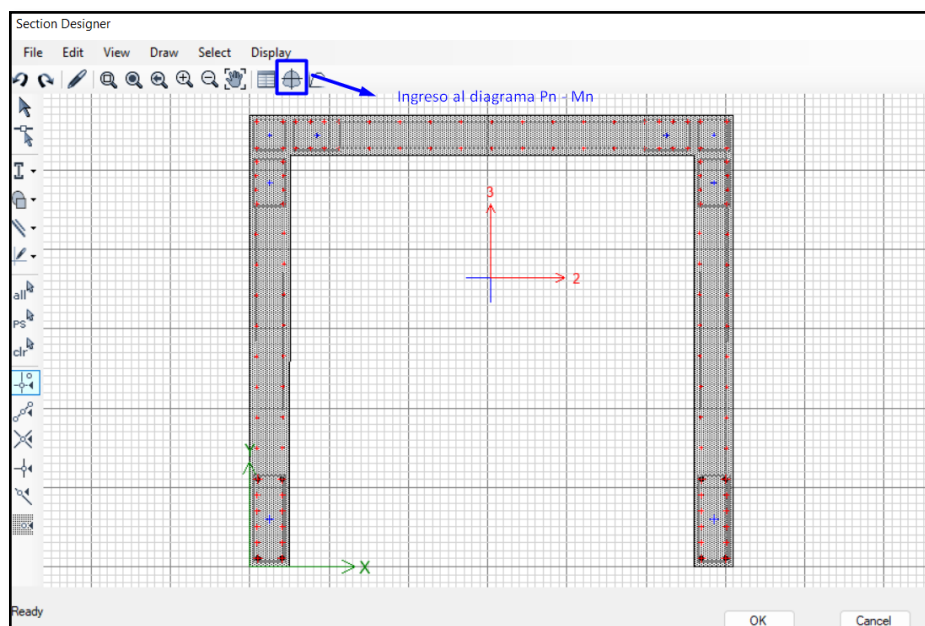 Section Designer
File Edit View Draw Select Display
Ingreso al diagrama Pn - Mn
3
2
all
PS
clr
Y
X
Ready
OK Cancel